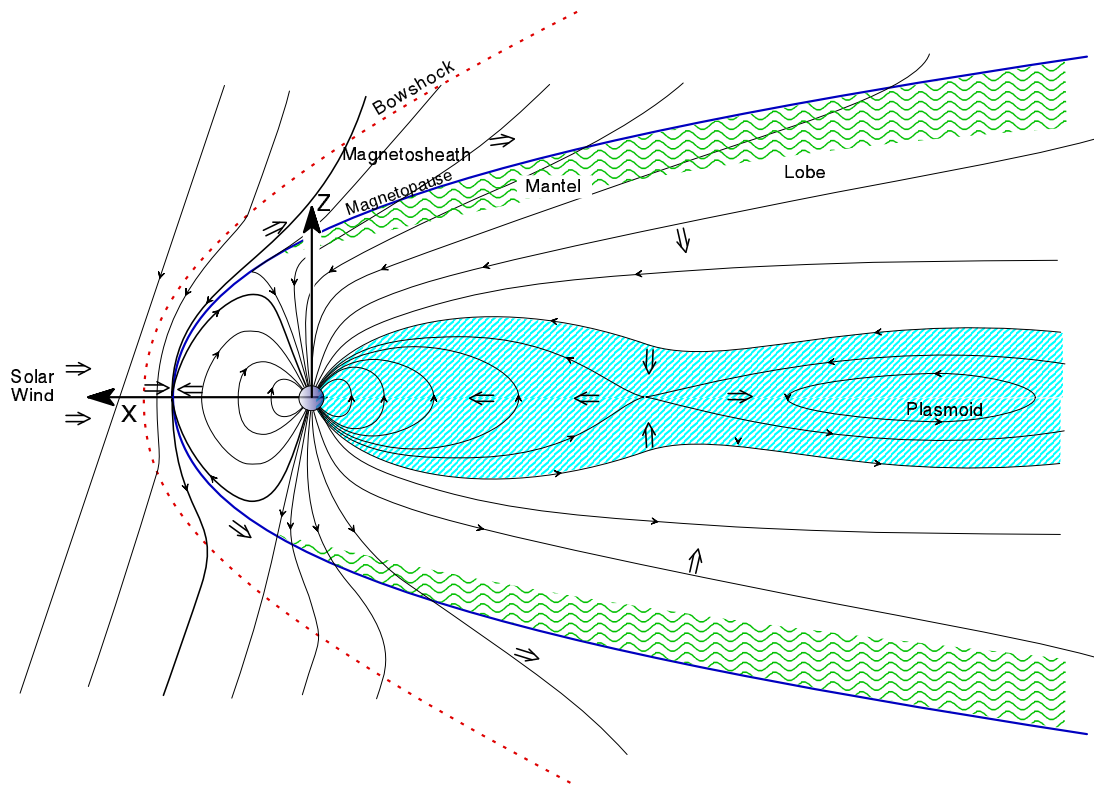 Bowshock
Magnetosheath
Magnetopause
Mantel
Lobe
Z
Solar
Wind
X
Plasmoid